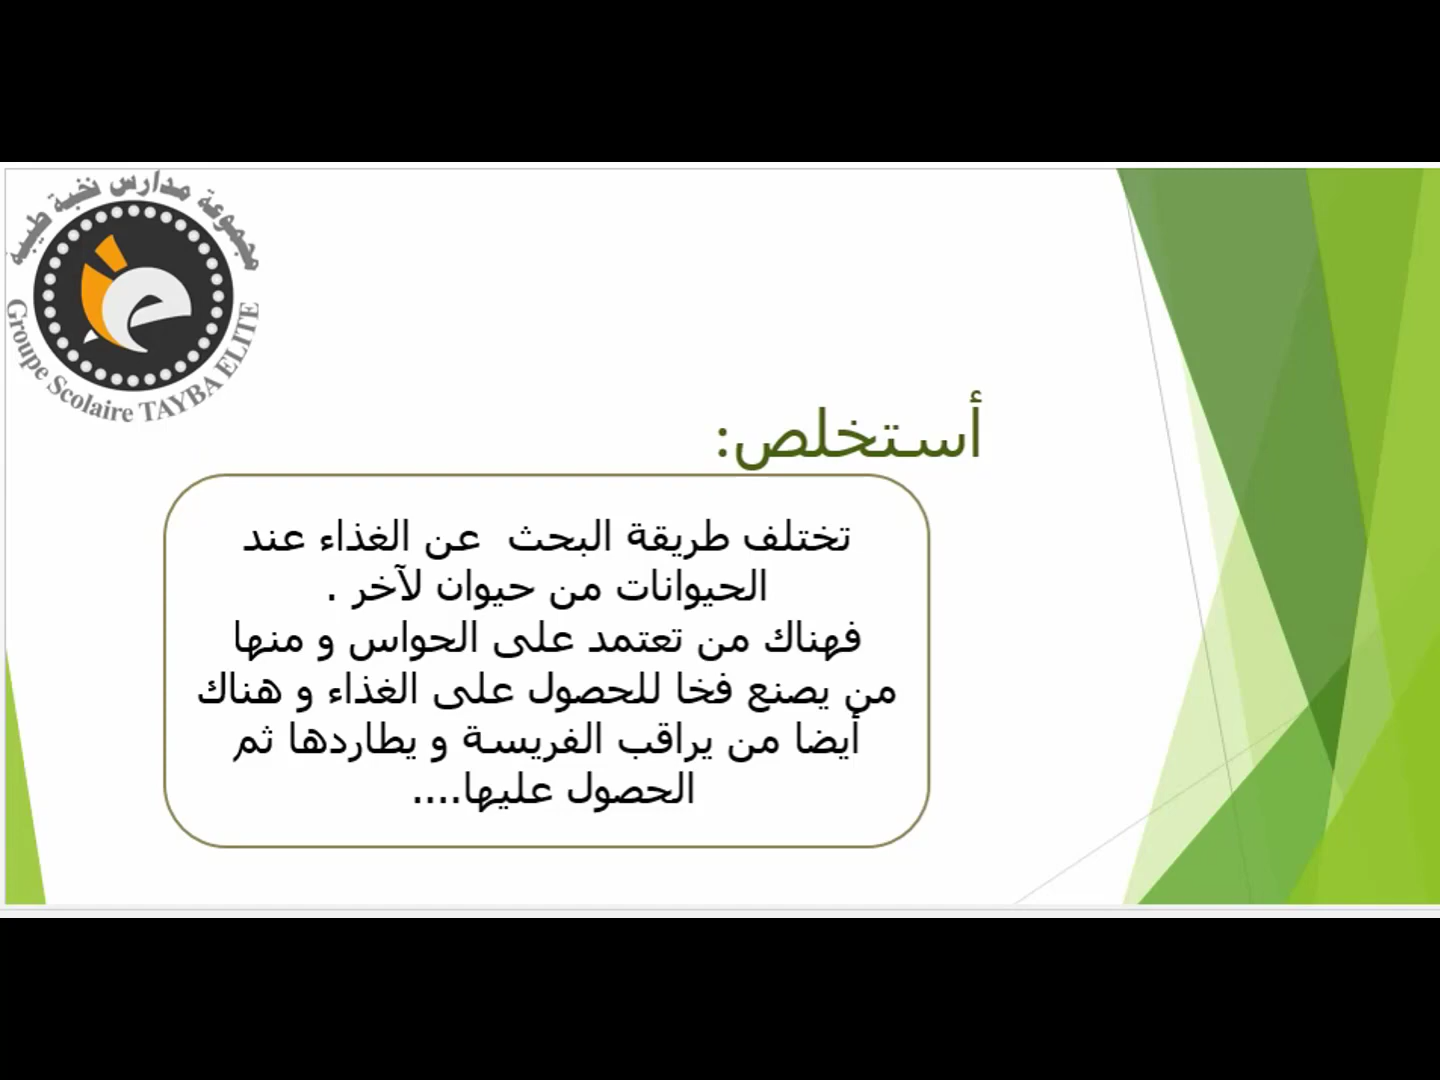 مجموعة مدارس نخبة طيبة
Groupe Scolaire TAYBA ELITE
أستخلص:
تختلف طريقة البحث عن الغذاء عند
الحيوانات من حيوان لآخر .
فهناك من تعتمد على الحواس و منها
من يصنع فخا للحصول على الغذاء و هناك
أيضا من يراقب الفريسة و يطاردها ثم
الحصول عليها....